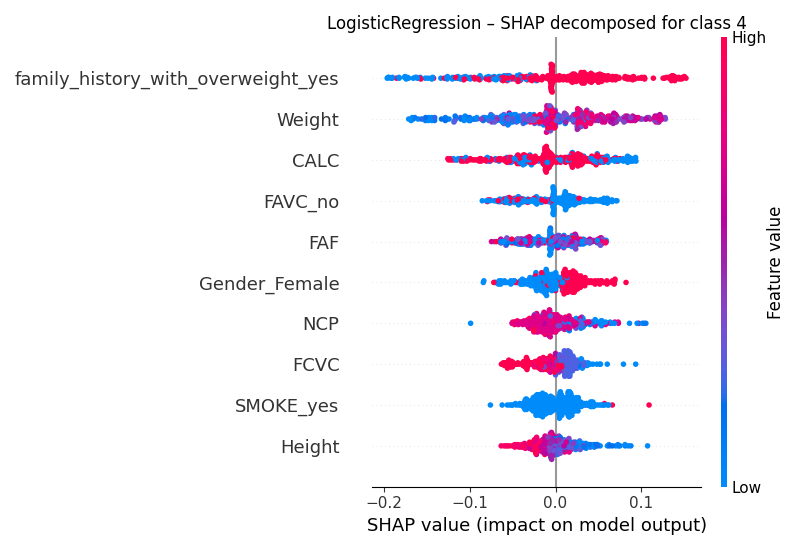 LogisticRegression – SHAP decomposed for class 4
High
family_history_with_overweight_yes
Weight
CALC
FAVC_no
FAF
Gender_Female
NCP
FCVC
SMOKE_yes
Height
Feature value
Low
−0.2 −0.1 0.0 0.1
SHAP value (impact on model output)